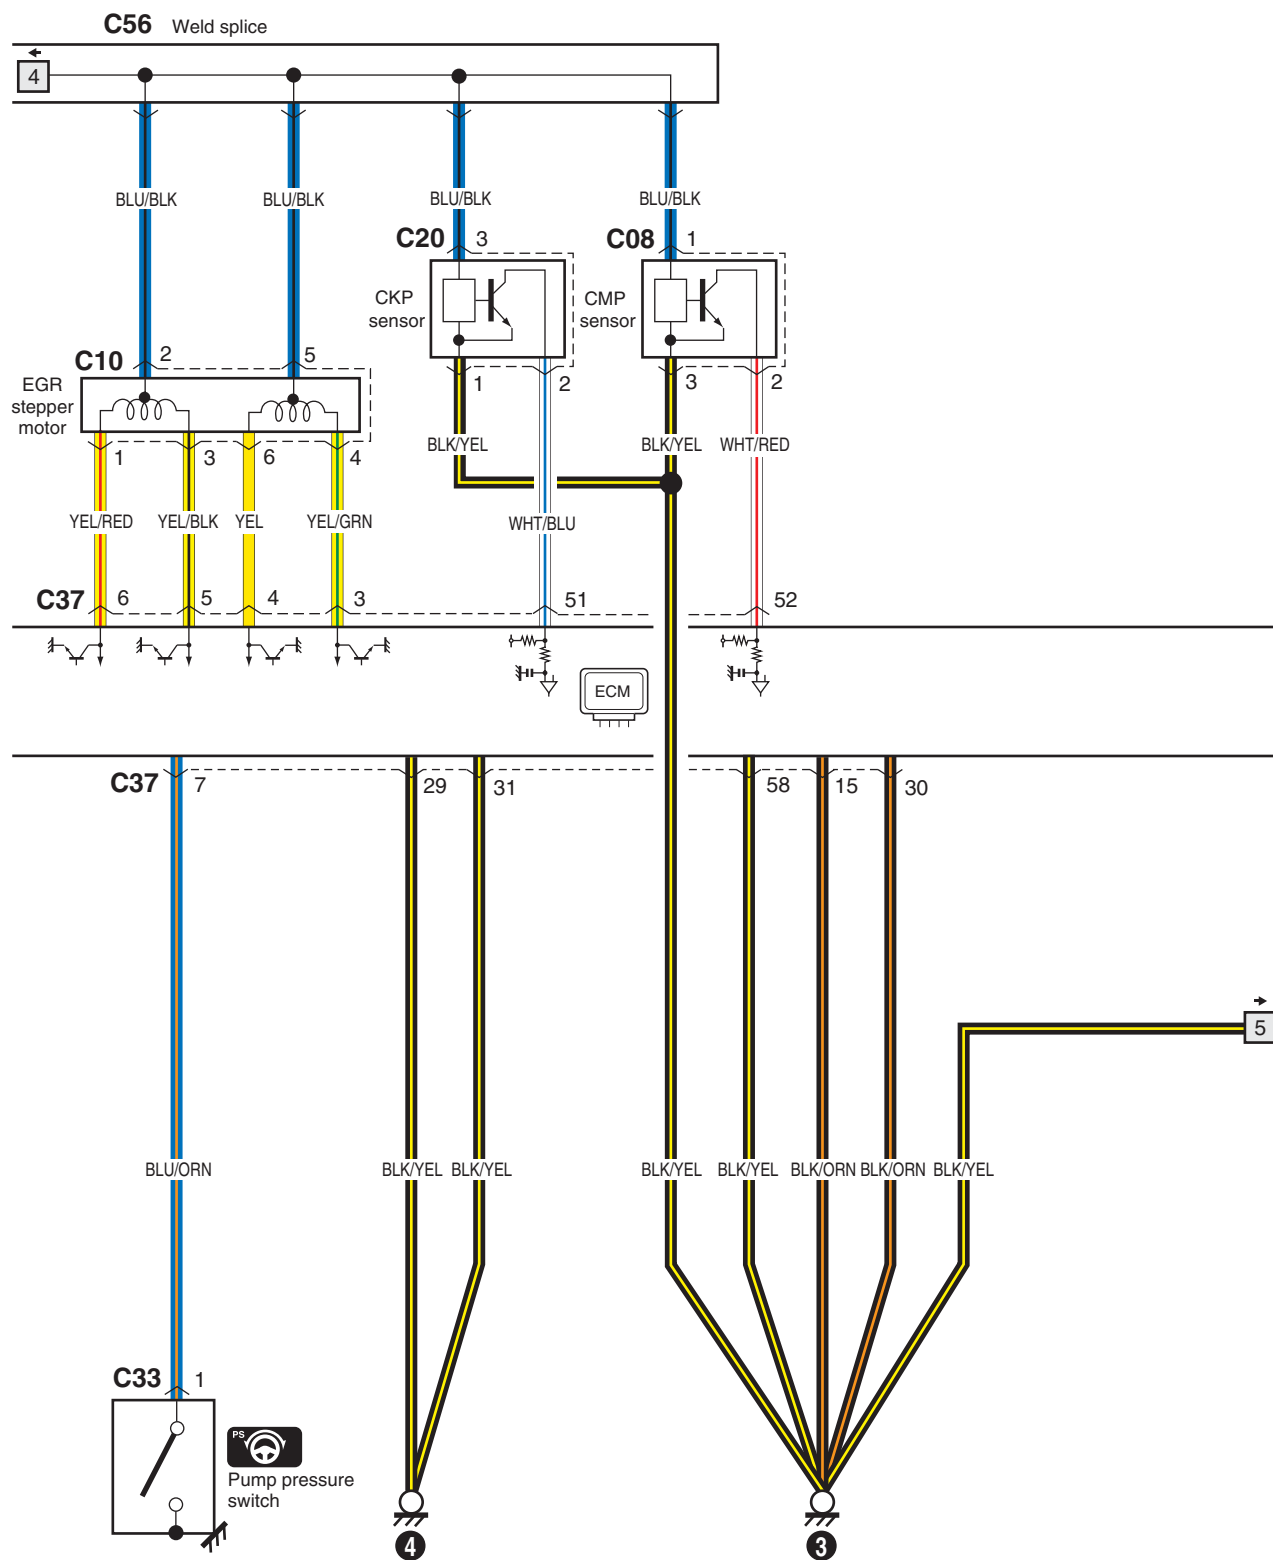 C56 Weld splice
4
BLU/BLK BLU/BLK BLU/BLK BLU/BLK
C20 3 C08 1
CKP
sensor
CMP
sensor
C10 2 5
EGR
stepper
motor
1 2 3 2
1 3 6 4
BLK/YEL BLK/YEL WHT/RED
YEL/RED YEL/BLK YEL YEL/GRN WHT/BLU
C37 6 5 4 3 51 52
ECM
C37 7 29 31 58 15 30
5
BLU/ORN BLK/YEL BLK/YEL BLK/YEL BLK/YEL BLK/ORN BLK/ORN BLK/YEL
C33 1
PS
Pump pressure
switch
4 3